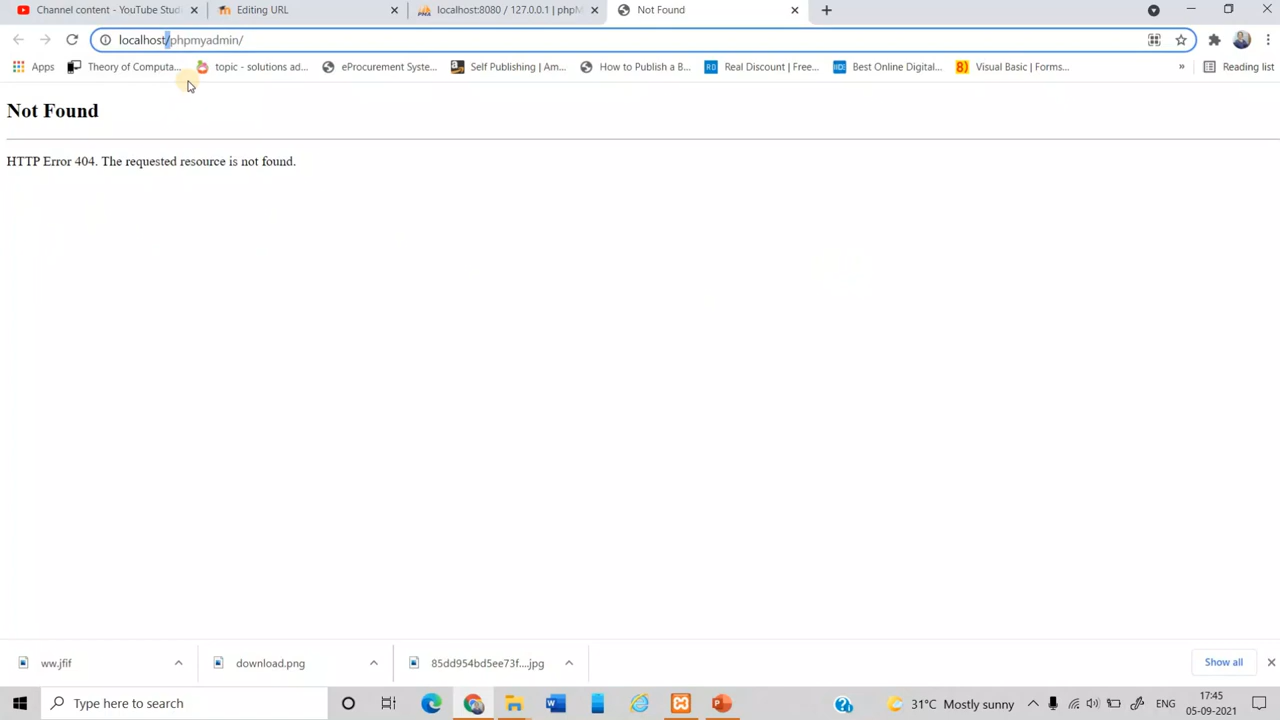 Channel content - YouTube Studi
Editing URL
localhost:8080 / 127.0.0.1 | phpM
Not Found
localhost/phpmyadmin/
Apps
Theory of Computa...
topic - solutions ad...
eProcurement Syste...
Self Publishing | Am...
How to Publish a B...
Real Discount | Free...
Best Online Digital...
Visual Basic | Forms...
»
Reading list
Not Found
HTTP Error 404. The requested resource is not found.
ww.jfif
download.png
85dd954bd5ee73f....jpg
Show all
Type here to search
31°C Mostly sunny
ENG
17:45
05-09-2021